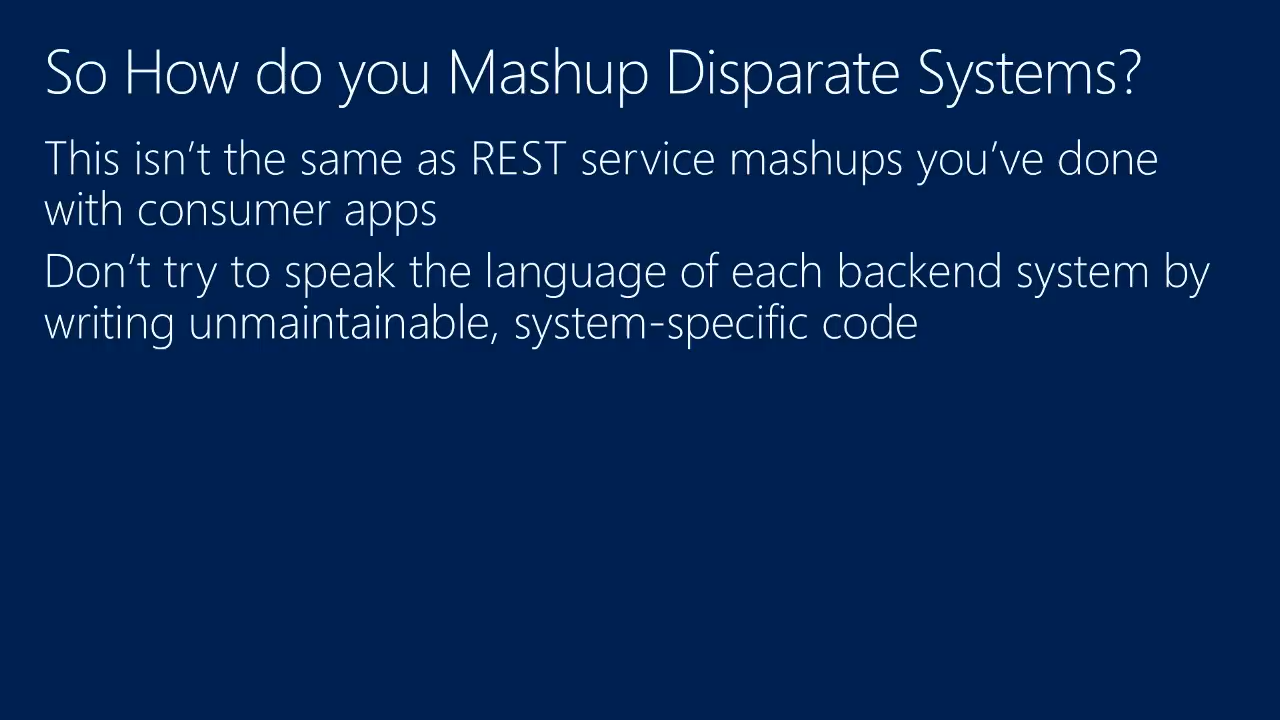 So How do you Mashup Disparate Systems?
This isn’t the same as REST service mashups you’ve done
with consumer apps
Don’t try to speak the language of each backend system by
writing unmaintainable, system-specific code